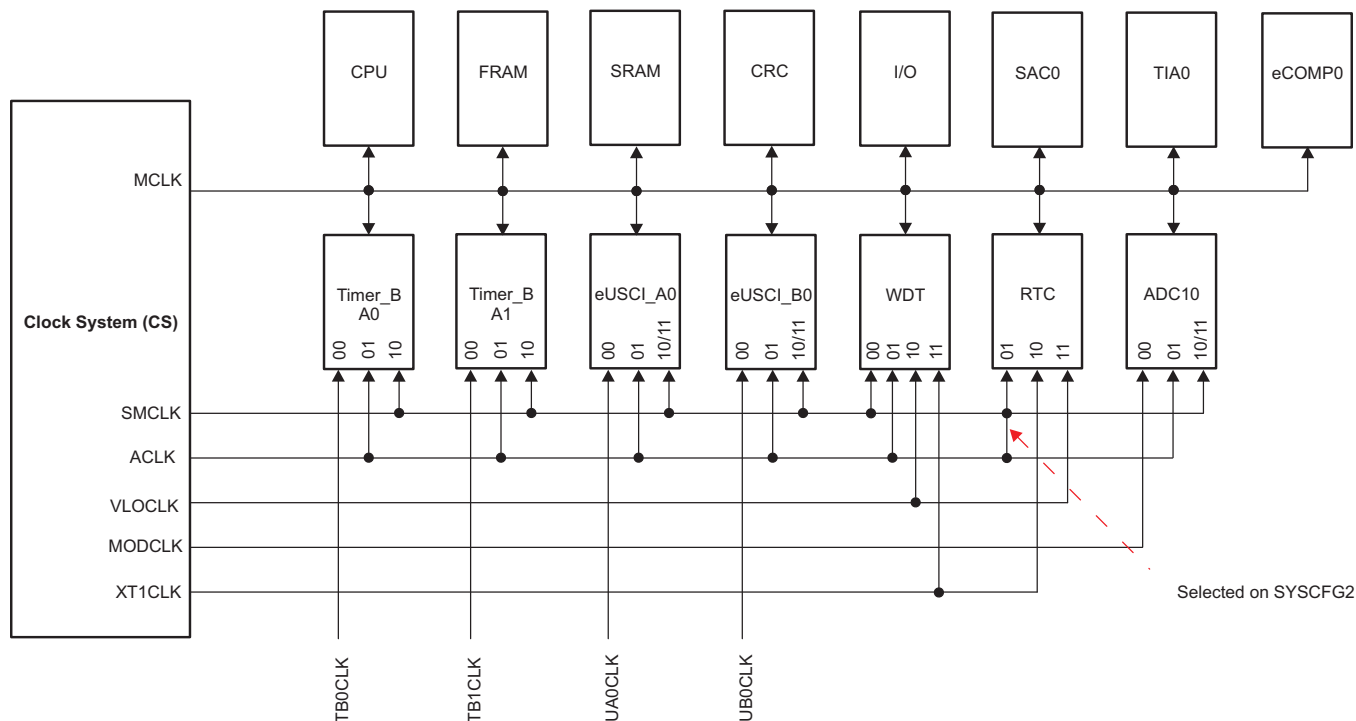 CPU
FRAM
SRAM
CRC
I/O
SAC0
TIA0
eCOMP0
MCLK
Clock System (CS)
Timer_B
A0
00
01
10
Timer_B
A1
00
01
10
eUSCI_A0
00
01
10/11
eUSCI_B0
00
01
10/11
WDT
00
01
10
11
RTC
01
10
11
ADC10
00
01
10/11
SMCLK
ACLK
VLOCLK
MODCLK
XT1CLK
Selected on SYSCFG2
TB0CLK
TB1CLK
UA0CLK
UB0CLK